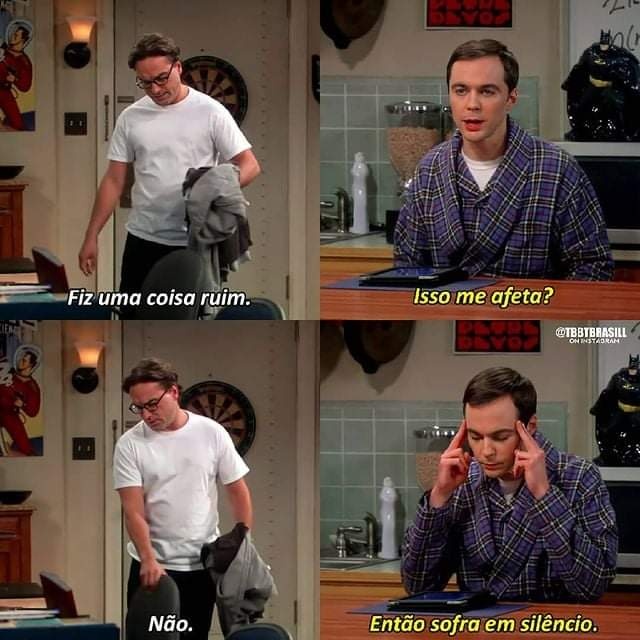 Fiz uma coisa ruim.
Isso me afeta?
@TBBTBRASILL
ON INSTAGRAM
Não.
Então sofra em silêncio.